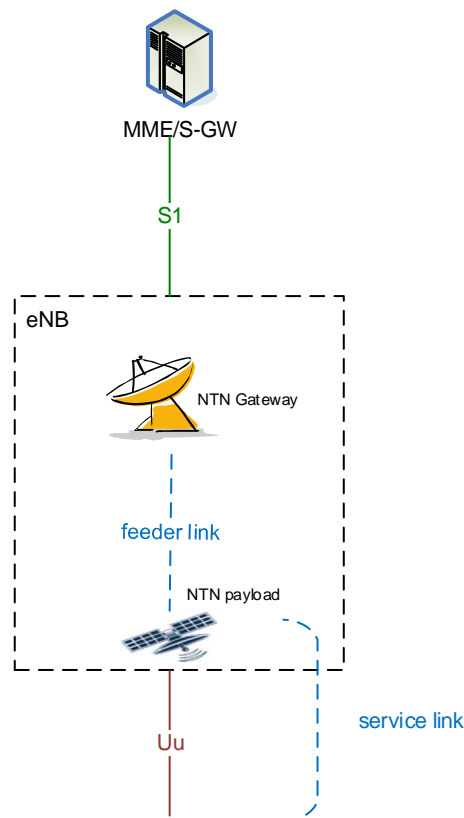 MME/S-GW
S1
eNB
NTN Gateway
feeder link
NTN payload
service link
Uu